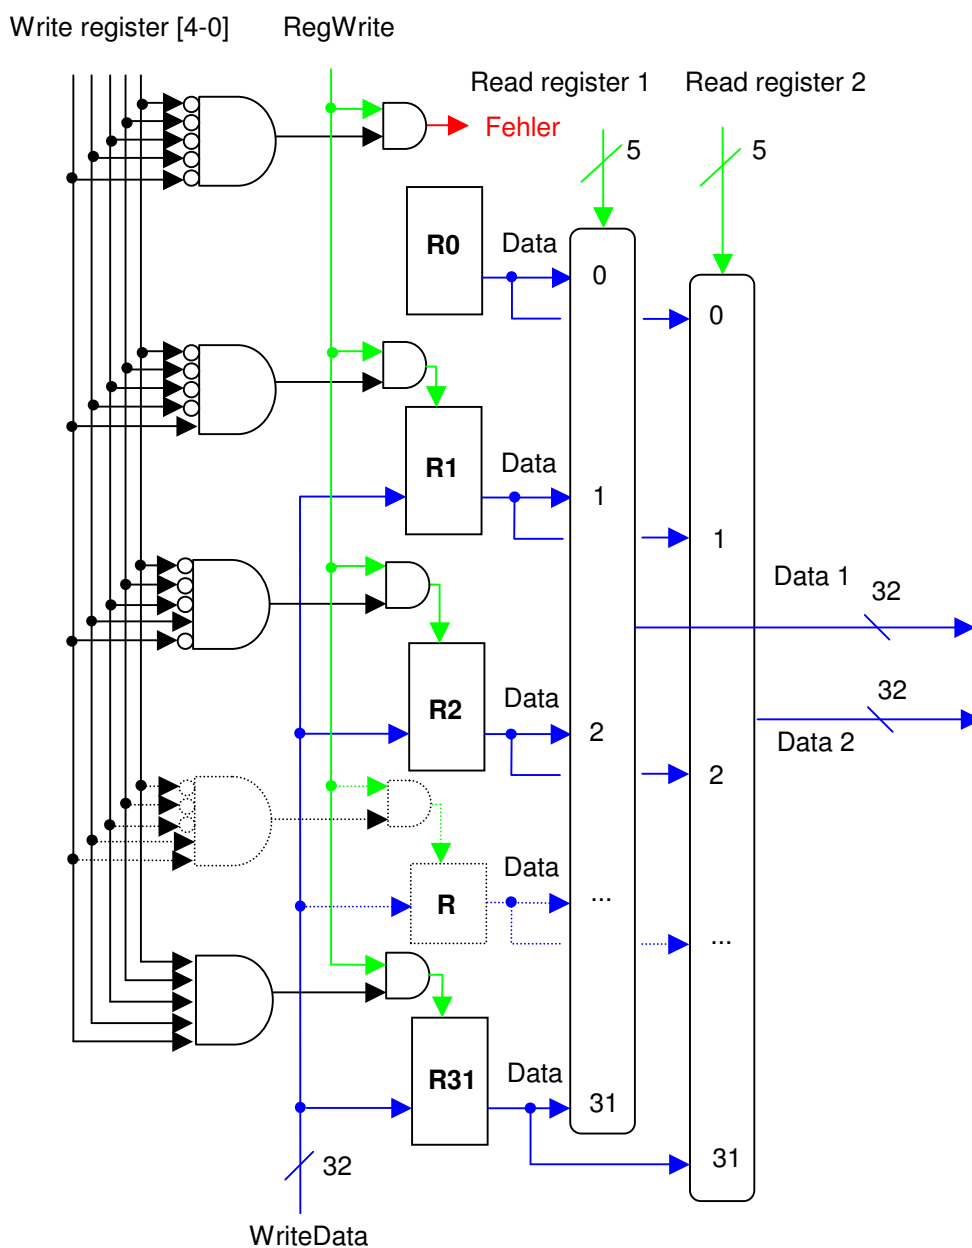 Write register [4-0]
RegWrite
Read register 1
Read register 2
Fehler
5
5
R0
Data
0
0
R1
Data
1
1
Data 1
32
R2
Data
2
32
Data 2
2
Data
R
...
...
R31
Data
31
31
32
WriteData